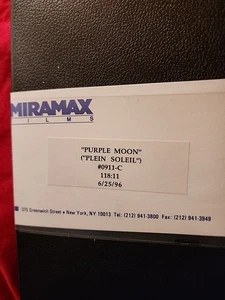 MIRAMAX
FILMS
"PURPLE MOON"
("PLEIN SOLEIL")
#0911-C
118:11
6/25/96
375 Greenwich Street • New York, NY 10013 Tel: (212) 941-3800 Fax: (212) 941-3949